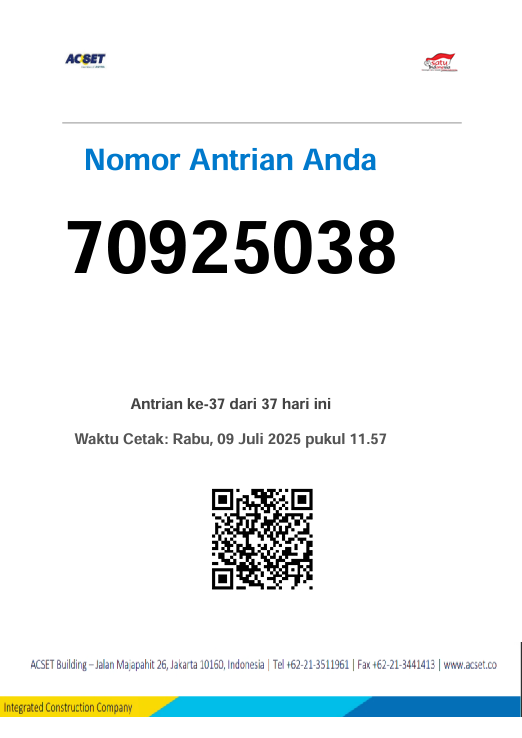 ACSET
satu
Indonesia
Nomor Antrian Anda
70925038
Antrian ke-37 dari 37 hari ini
Waktu Cetak: Rabu, 09 Juli 2025 pukul 11.57
ACSET Building – Jalan Majapahit 26, Jakarta 10160, Indonesia | Tel +62-21-3511961 | Fax +62-21-3441413 | www.acset.co
Integrated Construction Company